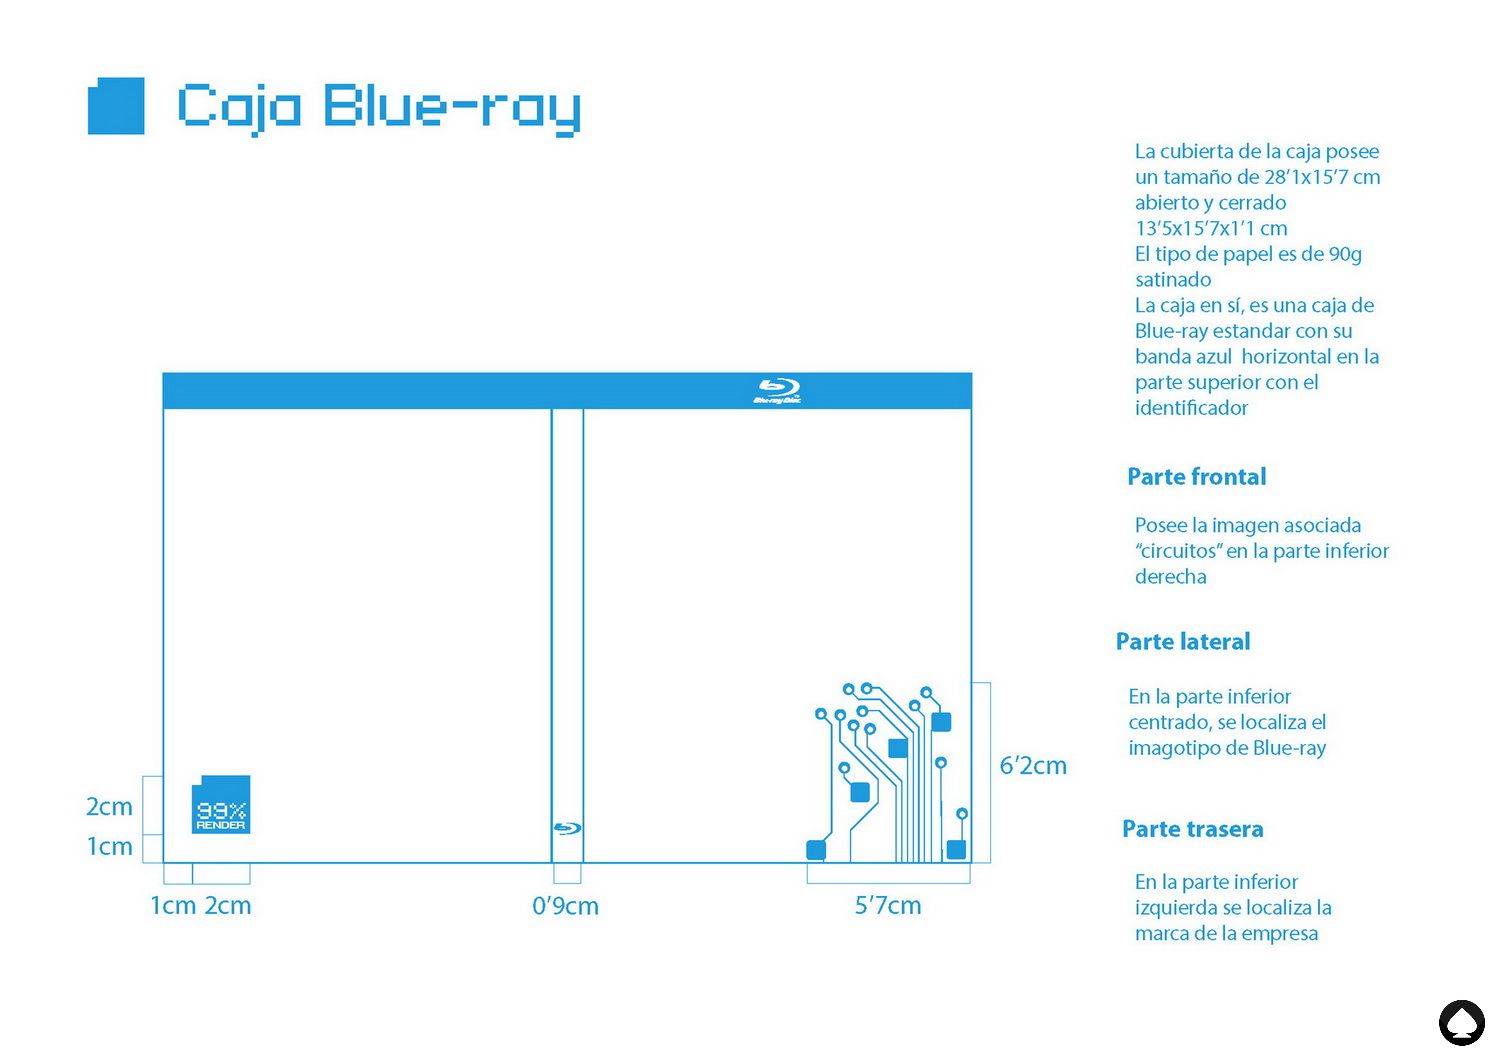 Caja Blue-ray
La cubierta de la caja posee
un tamaño de 28'1x15'7 cm
abierto y cerrado
13'5x15'7x1'1 cm
El tipo de papel es de 90g
satinado
La caja en sí, es una caja de
Blue-ray estandar con su
banda azul  horizontal en la
parte superior con el
identificador
Parte frontal
Posee la imagen asociada
“circuitos” en la parte inferior
derecha
Parte lateral
En la parte inferior
centrado, se localiza el
imagotipo de Blue-ray
Parte trasera
En la parte inferior
izquierda se localiza la
marca de la empresa
Blu-ray Disc
99%
RENDER
2cm
1cm
1cm 2cm
0'9cm
5'7cm
6'2cm